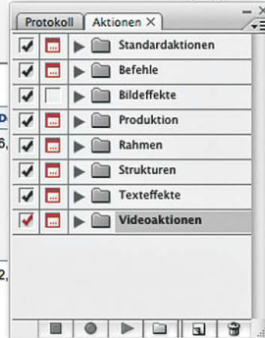 Protokoll Aktionen ×
Standardaktionen
Befehle
Bildeffekte
Produktion
Rahmen
Strukturen
Texteffekte
Videoaktionen